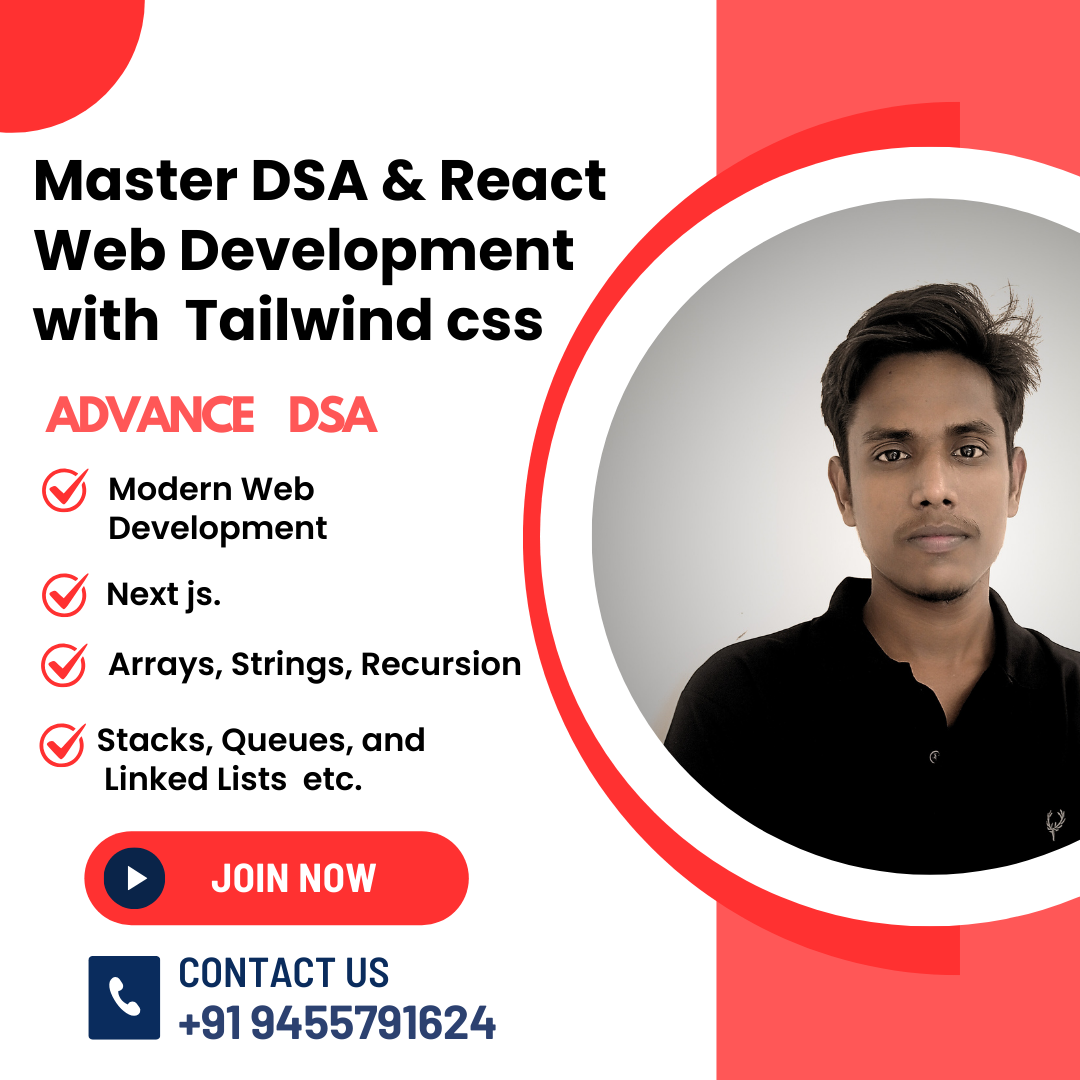 Master DSA & React
Web Development
with Tailwind css
ADVANCE DSA
Modern Web
Development
Next js.
Arrays, Strings, Recursion
Stacks, Queues, and
Linked Lists etc.
JOIN NOW
CONTACT US
+91 9455791624